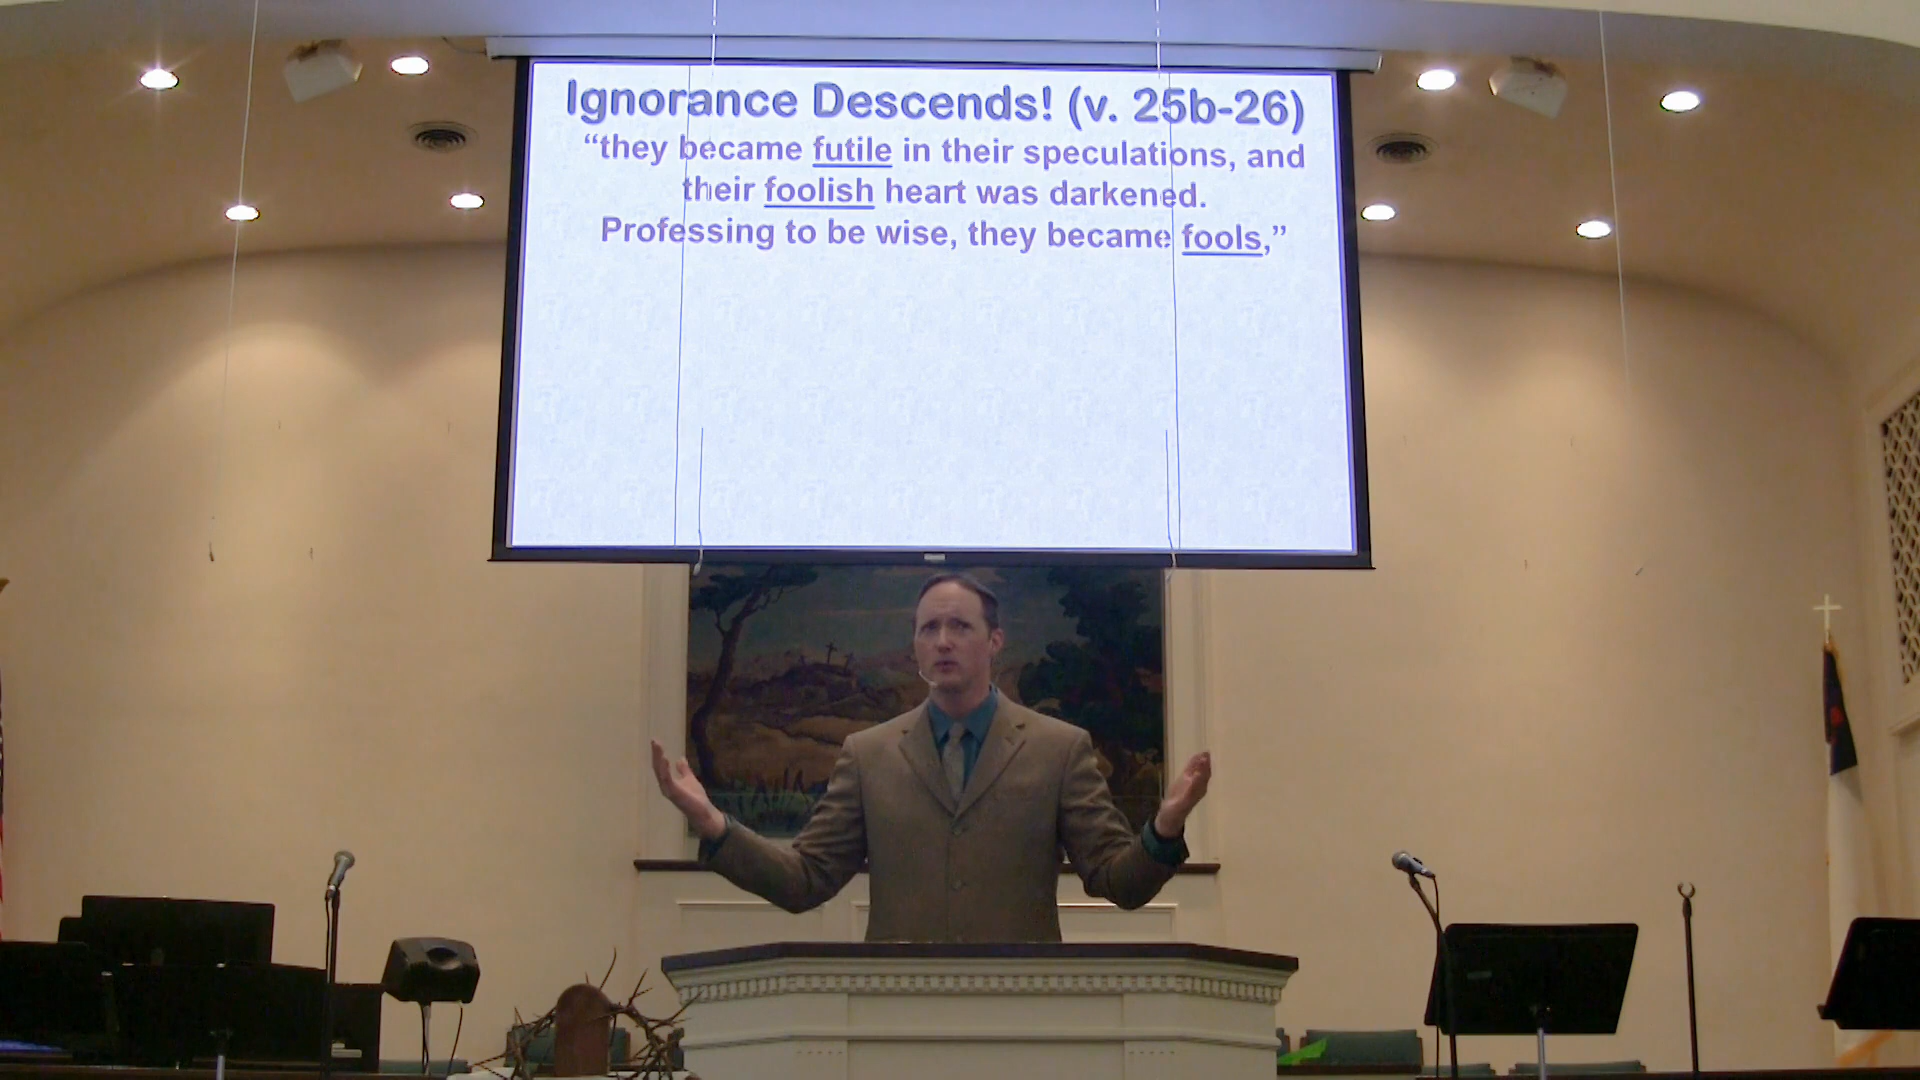 Ignorance Descends! (v. 25b-26)
“they became futile in their speculations, and
their foolish heart was darkened.
Professing to be wise, they became fools,”